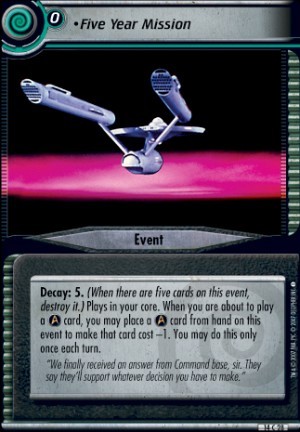 0
•Five Year Mission
Event
Decay: 5. (When there are five cards on this event,
destroy it.) Plays in your core. When you are about to
play a A card, you may place a A card from hand on this
event to make that card cost –1. You may do this only
once each turn.
"We finally received an answer from Command base, sir. They
say they'll support whatever decision you have to make."
14 C 28